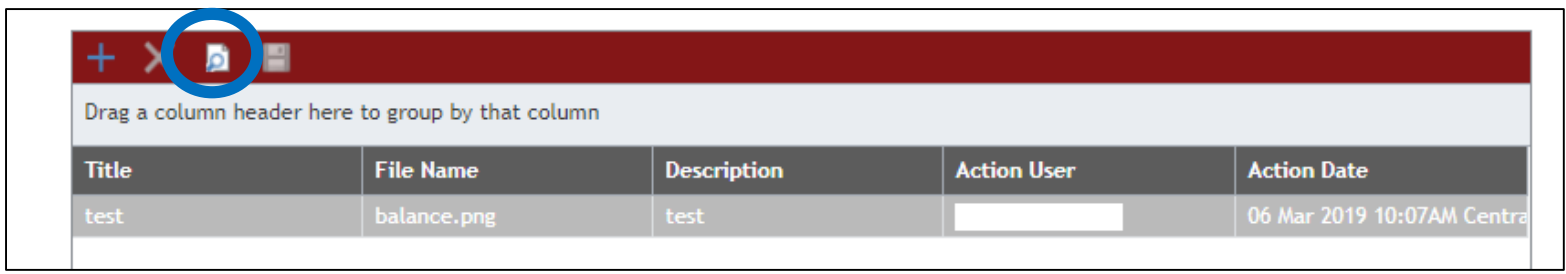 Drag a column header here to group by that column
Title File Name Description Action User Action Date
test balance.png test 06 Mar 2019 10:07AM Centra